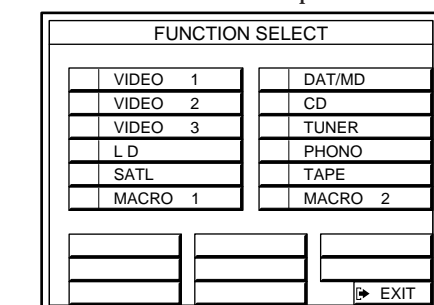 FUNCTION SELECT
VIDEO 1
VIDEO 2
VIDEO 3
L D
SATL
MACRO 1
DAT/MD
CD
TUNER
PHONO
TAPE
MACRO 2
EXIT